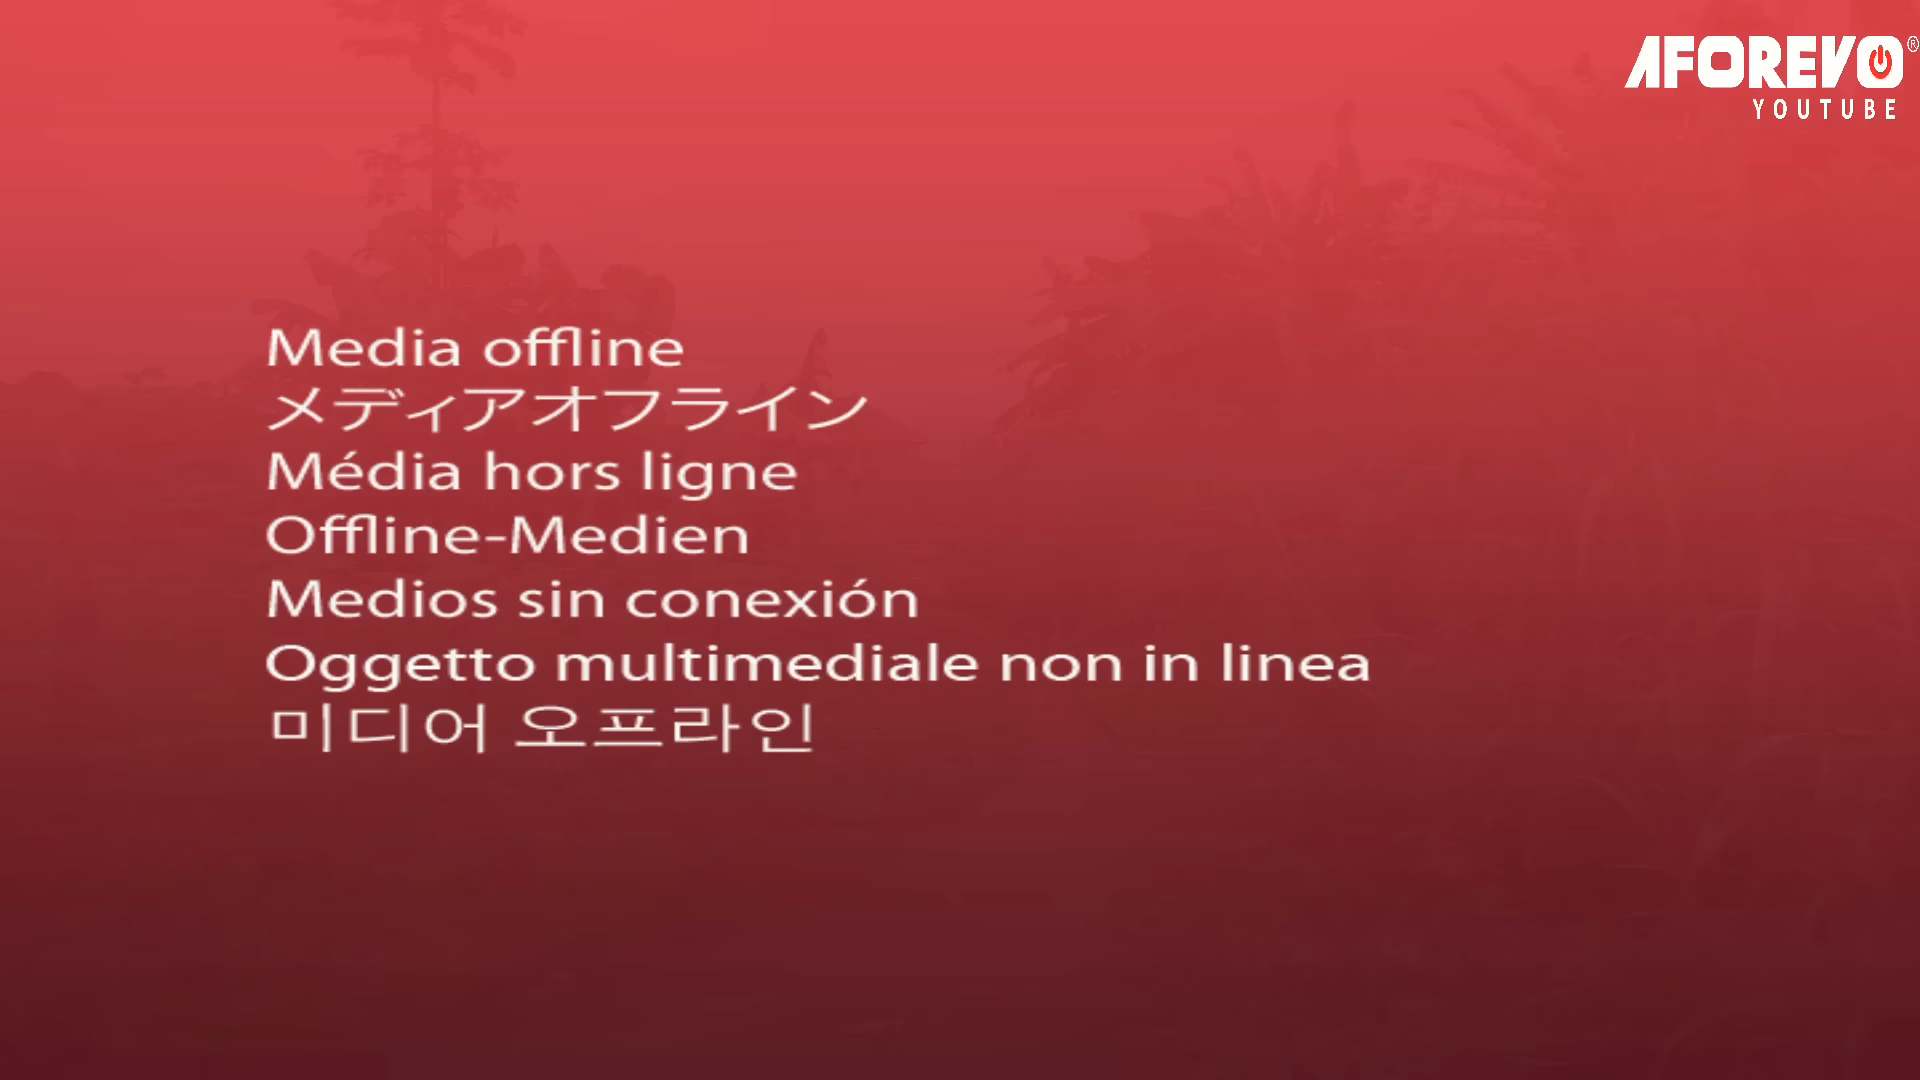 AFOREVO®
YOUTUBE
Media offline
メディアオフライン
Média hors ligne
Offline-Medien
Medios sin conexión
Oggetto multimediale non in linea
미디어 오프라인